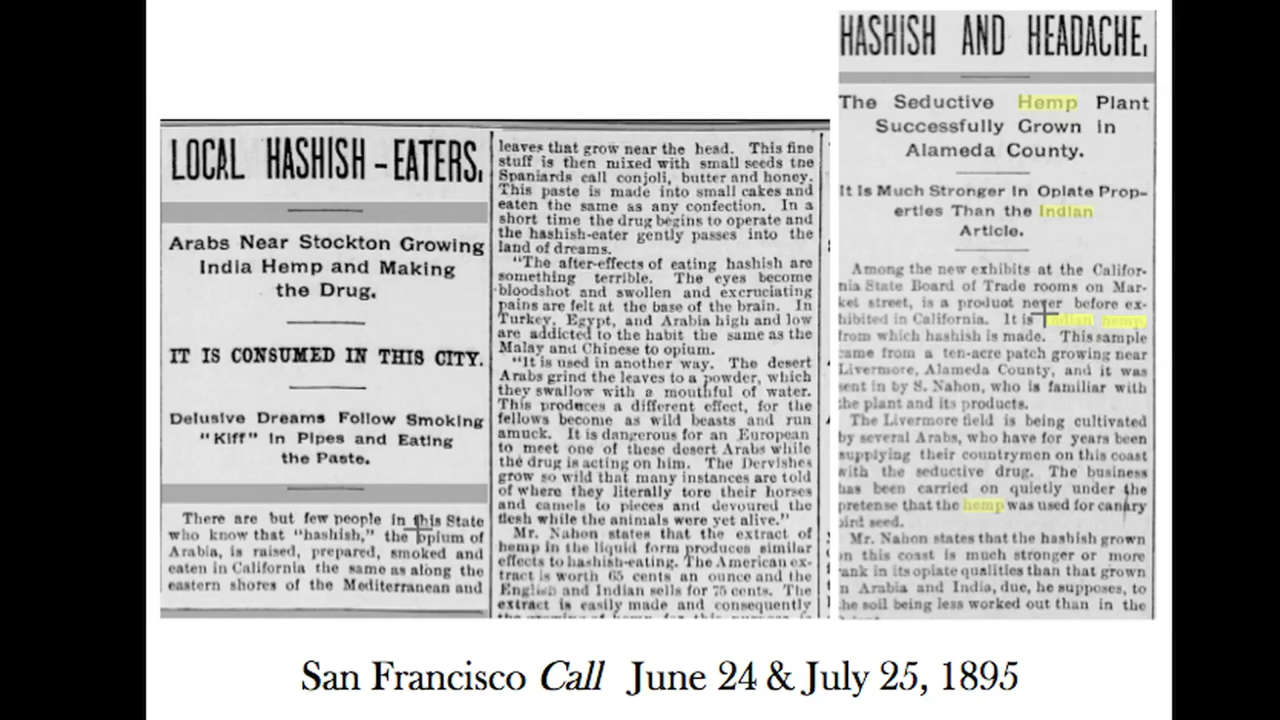 LOCAL HASHISH-EATERS.
Arabs Near Stockton Growing
India Hemp and Making
the Drug.
IT IS CONSUMED IN THIS CITY.
Delusive Dreams Follow Smoking
"Kiff" in Pipes and Eating
the Paste.
There are but few people in this State
who know that "hashish," the opium of
Arabia, is raised, prepared, smoked and
eaten in California the same as along the
eastern shores of the Mediterranean and
leaves that grow near the head. This fine
stuff is then mixed with small seeds the
Spaniards call conjoli, butter and honey.
This paste is made into small cakes and
eaten the same as any confection. In a
short time the drug begins to operate and
the hashish-eater gently passes into the
land of dreams.
"The after-effects of eating hashish are
something terrible. The eyes become
bloodshot and swollen and excruciating
pains are felt at the base of the brain. In
Turkey, Egypt, and Arabia high and low
are addicted to the habit the same as the
Malay and Chinese to opium.
"It is used in another way. The desert
Arabs grind the leaves to a powder, which
they swallow with a mouthful of water.
This produces a different effect, for the
fellows become as wild beasts and run
amuck. It is dangerous for an European
to meet one of these desert Arabs while
the drug is acting on him. The Dervishes
grow so wild that many instances are told
of where they literally tore their horses
and camels to pieces and devoured the
flesh while the animals were yet alive."
Mr. Nahon states that the extract of
hemp in the liquid form produces similar
effects to hashish-eating. The American ex-
tract is worth 65 cents an ounce and the
English and Indian sells for 75 cents. The
extract is easily made and consequently
HASHISH AND HEADACHE.
The Seductive Hemp Plant
Successfully Grown in
Alameda County.
It Is Much Stronger In Opiate Prop-
erties Than the Indian
Article.
Among the new exhibits at the Califor-
nia State Board of Trade rooms on Mar-
ket street, is a product never before ex-
hibited in California. It is Indian hemp
from which hashish is made. This sample
came from a ten-acre patch growing near
Livermore, Alameda County, and it was
sent in by S. Nahon, who is familiar with
the plant and its products.
The Livermore field is being cultivated
by several Arabs, who have for years been
supplying their countrymen on this coast
with the seductive drug. The business
has been carried on quietly under the
pretense that the hemp was used for canary
bird seed.
Mr. Nahon states that the hashish grown
on this coast is much stronger or more
rank in its opiate qualities than that grown
in Arabia and India, due, he supposes, to
the soil being less worked out than in the
San Francisco Call June 24 & July 25, 1895